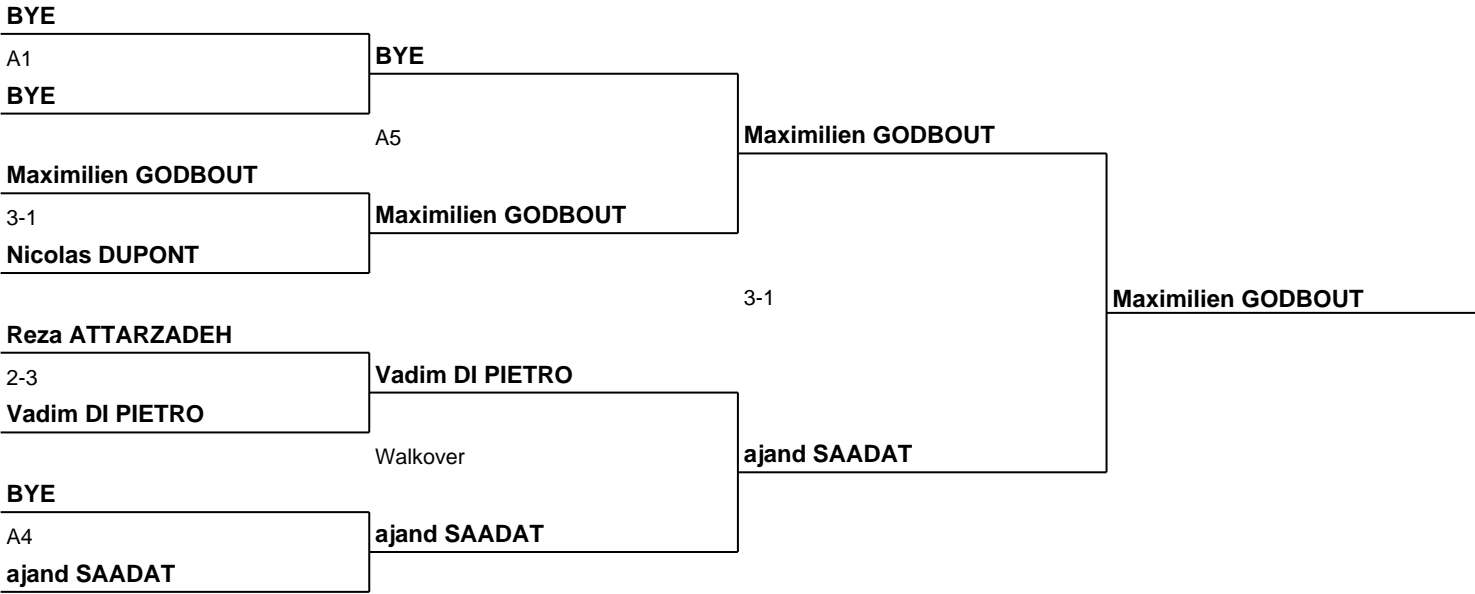 BYE
A1
BYE
BYE
A5
Maximilien GODBOUT
Maximilien GODBOUT
3-1
Maximilien GODBOUT
Nicolas DUPONT
3-1
Maximilien GODBOUT
Reza ATTARZADEH
2-3
Vadim DI PIETRO
Vadim DI PIETRO
Walkover
ajand SAADAT
BYE
A4
ajand SAADAT
ajand SAADAT